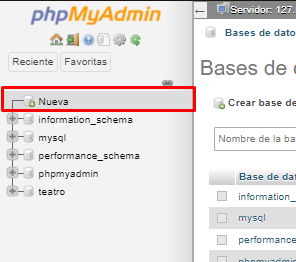 phpMyAdmin
Reciente Favoritas
Nueva
information_schema
mysql
performance_schema
phpmyadmin
teatro
Servidor: 127.
Bases de dato
Bases de
Crear base de
Nombre de la ba
Base de dat
information_
mysql
performance
phpmyadmin